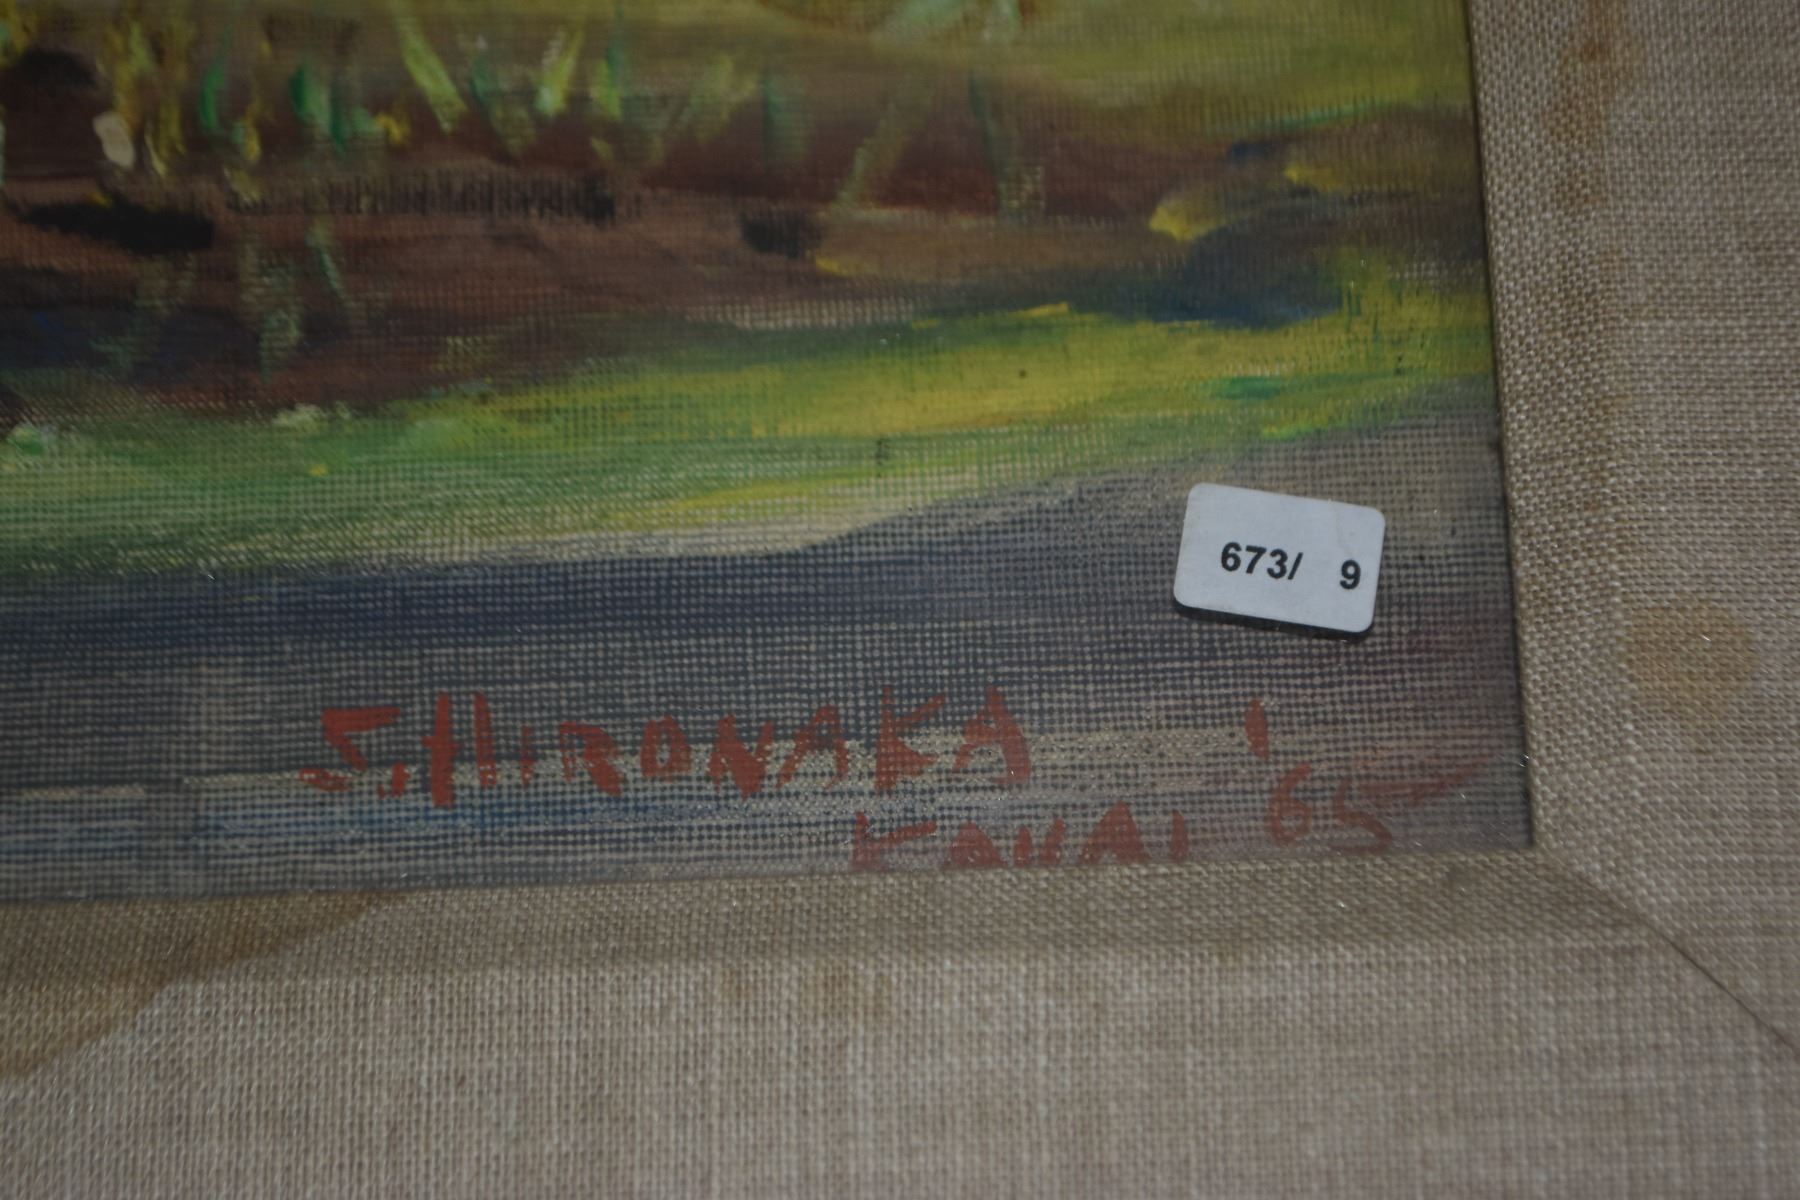 673/ 9
S. HIRONAKA
KAUAI '65